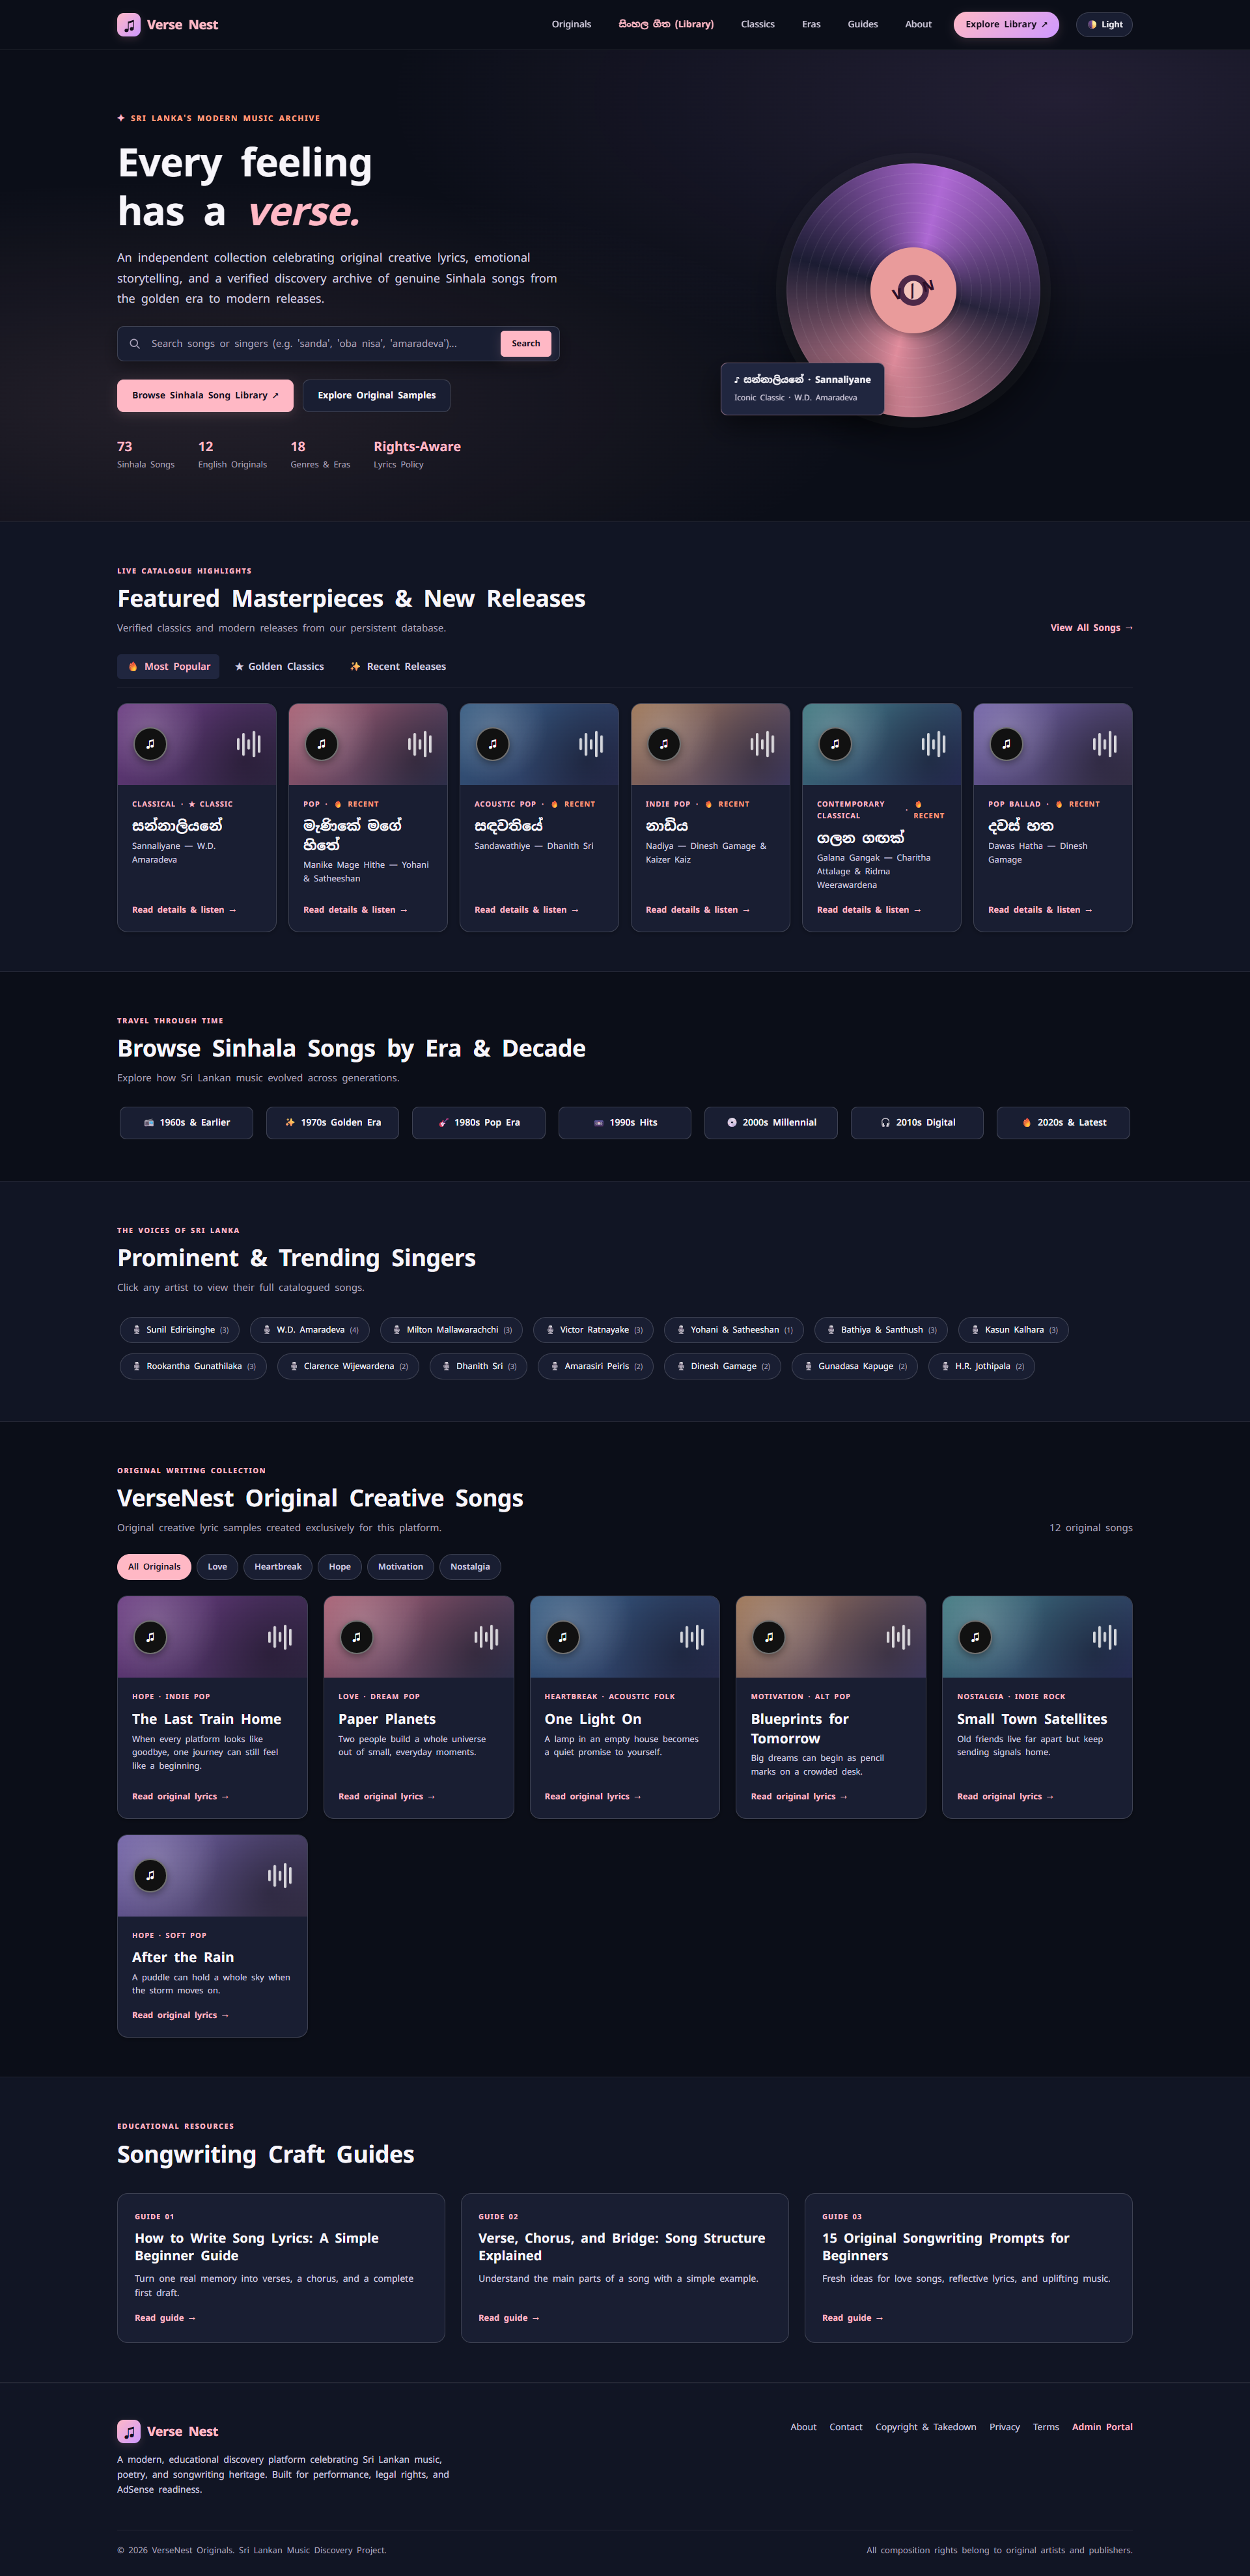 Verse Nest
Originals
සිංහල ගීත (Library)
Classics
Eras
Guides
About
Explore Library ↗
Light
✦ SRI LANKA'S MODERN MUSIC ARCHIVE
Every feeling
has a verse.
An independent collection celebrating original creative lyrics, emotional
storytelling, and a verified discovery archive of genuine Sinhala songs from
the golden era to modern releases.
Search songs or singers (e.g. 'sanda', 'oba nisa', 'amaradeva')...
Search
Browse Sinhala Song Library ↗
Explore Original Samples
73
Sinhala Songs
12
English Originals
18
Genres & Eras
Rights-Aware
Lyrics Policy
♪ සන්නාලියනේ · Sannaliyane
Iconic Classic · W.D. Amaradeva
LIVE CATALOGUE HIGHLIGHTS
Featured Masterpieces & New Releases
Verified classics and modern releases from our persistent database.
View All Songs →
🔥 Most Popular
★ Golden Classics
✨ Recent Releases
CLASSICAL · ★ CLASSIC
සන්නාලියනේ
Sannaliyane — W.D.
Amaradeva
Read details & listen →
POP · 🔥 RECENT
මැණිකේ මගේ
හිතේ
Manike Mage Hithe — Yohani
& Satheeshan
Read details & listen →
ACOUSTIC POP · 🔥 RECENT
සඳවතියේ
Sandawathiye — Dhanith Sri
Read details & listen →
INDIE POP · 🔥 RECENT
නාඩිය
Nadiya — Dinesh Gamage &
Kaizer Kaiz
Read details & listen →
CONTEMPORARY
CLASSICAL · 🔥 RECENT
ගලන ගඟක්
Galana Gangak — Charitha
Attalage & Ridma
Weerawardena
Read details & listen →
POP BALLAD · 🔥 RECENT
දවස් හත
Dawas Hatha — Dinesh
Gamage
Read details & listen →
TRAVEL THROUGH TIME
Browse Sinhala Songs by Era & Decade
Explore how Sri Lankan music evolved across generations.
1960s & Earlier
1970s Golden Era
1980s Pop Era
1990s Hits
2000s Millennial
2010s Digital
2020s & Latest
THE VOICES OF SRI LANKA
Prominent & Trending Singers
Click any artist to view their full catalogued songs.
Sunil Edirisinghe (3)
W.D. Amaradeva (4)
Milton Mallawarachchi (3)
Victor Ratnayake (3)
Yohani & Satheeshan (1)
Bathiya & Santhush (3)
Kasun Kalhara (3)
Rookantha Gunathilaka (3)
Clarence Wijewardena (2)
Dhanith Sri (3)
Amarasiri Peiris (2)
Dinesh Gamage (2)
Gunadasa Kapuge (2)
H.R. Jothipala (2)
ORIGINAL WRITING COLLECTION
VerseNest Original Creative Songs
Original creative lyric samples created exclusively for this platform.
12 original songs
All Originals
Love
Heartbreak
Hope
Motivation
Nostalgia
HOPE · INDIE POP
The Last Train Home
When every platform looks like
goodbye, one journey can still feel
like a beginning.
Read original lyrics →
LOVE · DREAM POP
Paper Planets
Two people build a whole universe
out of small, everyday moments.
Read original lyrics →
HEARTBREAK · ACOUSTIC FOLK
One Light On
A lamp in an empty house becomes
a quiet promise to yourself.
Read original lyrics →
MOTIVATION · ALT POP
Blueprints for
Tomorrow
Big dreams can begin as pencil
marks on a crowded desk.
Read original lyrics →
NOSTALGIA · INDIE ROCK
Small Town Satellites
Old friends live far apart but keep
sending signals home.
Read original lyrics →
HOPE · SOFT POP
After the Rain
A puddle can hold a whole sky when
the storm moves on.
Read original lyrics →
EDUCATIONAL RESOURCES
Songwriting Craft Guides
GUIDE 01
How to Write Song Lyrics: A Simple
Beginner Guide
Turn one real memory into verses, a chorus, and a complete
first draft.
Read guide →
GUIDE 02
Verse, Chorus, and Bridge: Song Structure
Explained
Understand the main parts of a song with a simple example.
Read guide →
GUIDE 03
15 Original Songwriting Prompts for
Beginners
Fresh ideas for love songs, reflective lyrics, and uplifting music.
Read guide →
Verse Nest
A modern, educational discovery platform celebrating Sri Lankan music,
poetry, and songwriting heritage. Built for performance, legal rights, and
AdSense readiness.
About
Contact
Copyright & Takedown
Privacy
Terms
Admin Portal
© 2026 VerseNest Originals. Sri Lankan Music Discovery Project.
All composition rights belong to original artists and publishers.